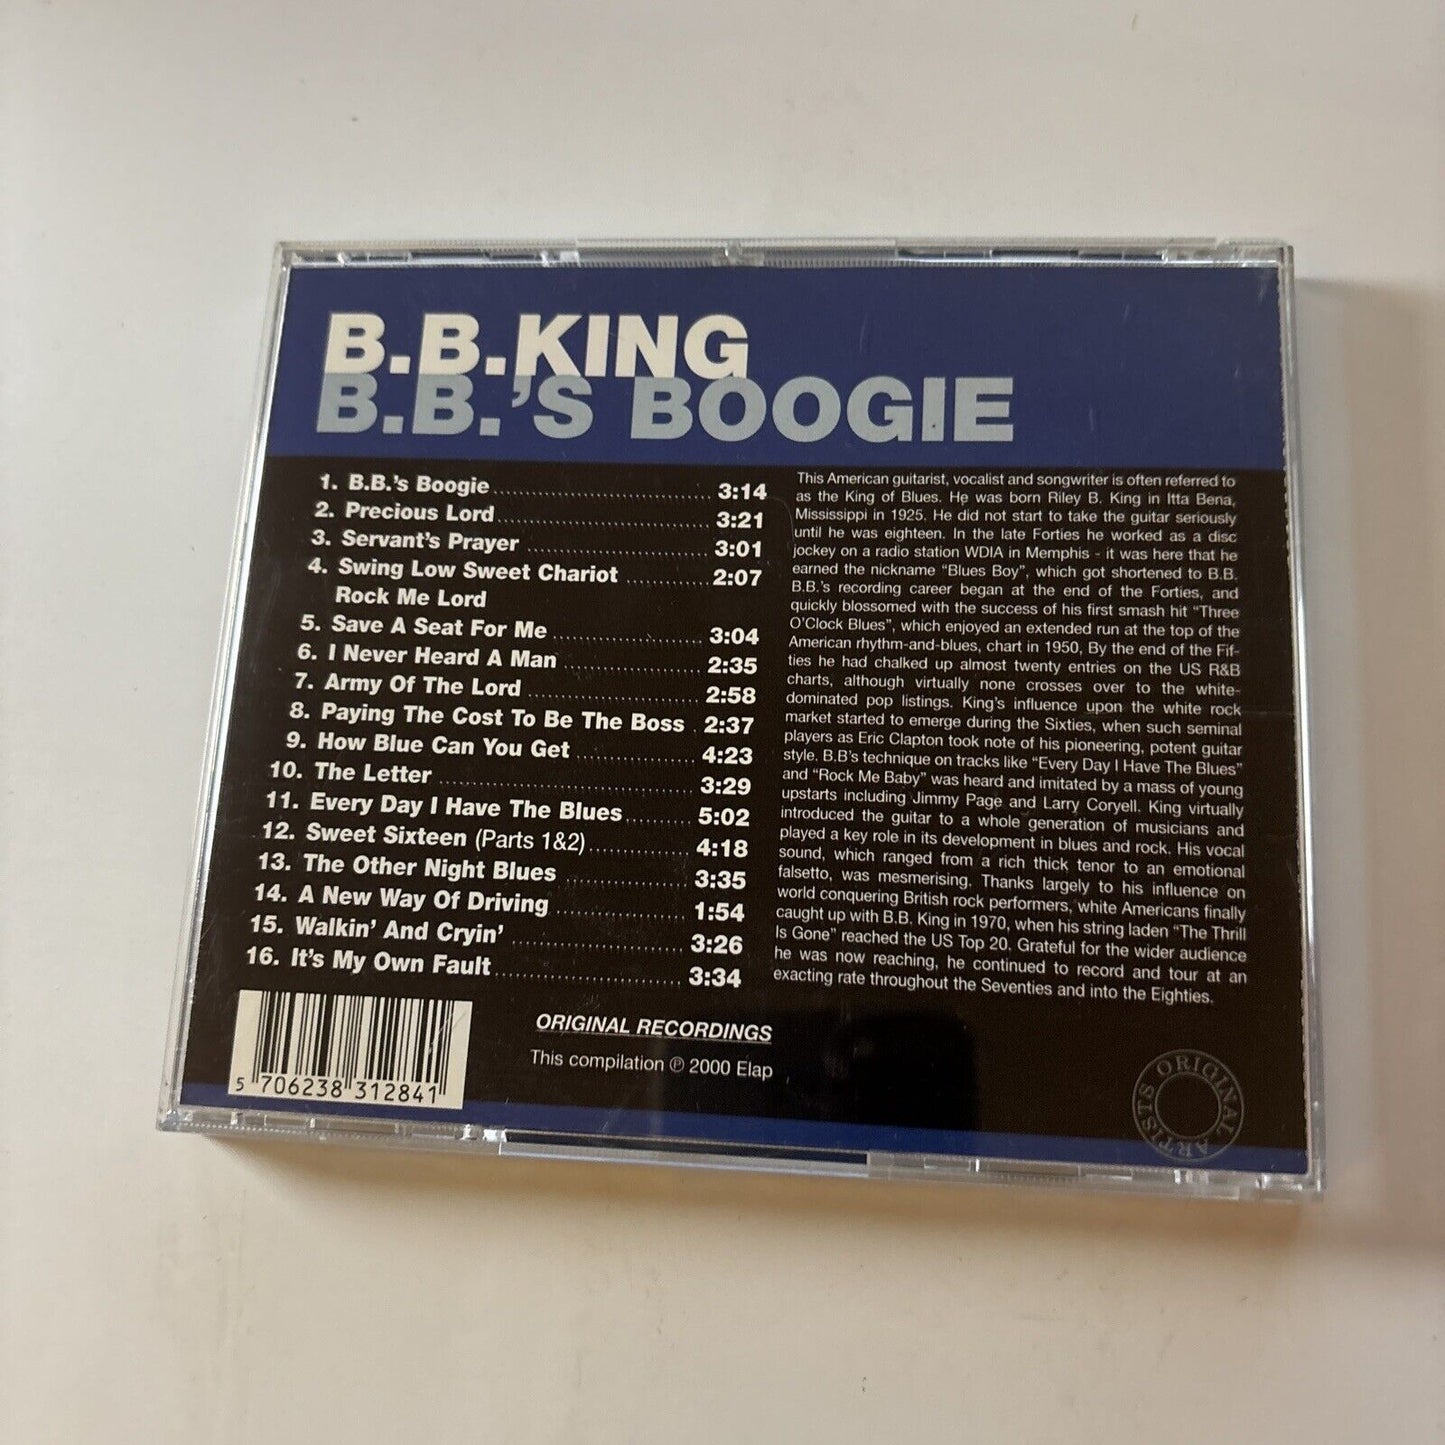 B.B.KING
B.B.'S BOOGIE
1. B.B.'s Boogie 3:14
2. Precious Lord 3:21
3. Servant's Prayer 3:01
4. Swing Low Sweet Chariot 2:07
Rock Me Lord
5. Save A Seat For Me 3:04
6. I Never Heard A Man 2:35
7. Army Of The Lord 2:58
8. Paying The Cost To Be The Boss 2:37
9. How Blue Can You Get 4:23
10. The Letter 3:29
11. Every Day I Have The Blues 5:02
12. Sweet Sixteen (Parts 1&2) 4:18
13. The Other Night Blues 3:35
14. A New Way Of Driving 1:54
15. Walkin' And Cryin' 3:26
16. It's My Own Fault 3:34
This American guitarist, vocalist and songwriter is often referred to
as the King of Blues. He was born Riley B. King in Itta Bena,
Mississippi in 1925. He did not start to take the guitar seriously
until he was eighteen. In the late Forties he worked as a disc
jockey on a radio station WDIA in Memphis - it was here that he
earned the nickname "Blues Boy", which got shortened to B.B.
B.B.'s recording career began at the end of the Forties, and
quickly blossomed with the success of his first smash hit "Three
O'Clock Blues", which enjoyed an extended run at the top of the
American rhythm-and-blues, chart in 1950, By the end of the Fif-
ties he had chalked up almost twenty entries on the US R&B
charts, although virtually none crosses over to the white-
dominated pop listings. King's influence upon the white rock
market started to emerge during the Sixties, when such seminal
players as Eric Clapton took note of his pioneering, potent guitar
style. B.B's technique on tracks like "Every Day I Have The Blues"
and "Rock Me Baby" was heard and imitated by a mass of young
upstarts including Jimmy Page and Larry Coryell. King virtually
introduced the guitar to a whole generation of musicians and
played a key role in its development in blues and rock. His vocal
sound, which ranged from a rich thick tenor to an emotional
falsetto, was mesmerising. Thanks largely to his influence on
world conquering British rock performers, white Americans finally
caught up with B.B. King in 1970, when his string laden "The Thrill
Is Gone" reached the US Top 20. Grateful for the wider audience
he was now reaching, he continued to record and tour at an
exacting rate throughout the Seventies and into the Eighties.
ORIGINAL RECORDINGS
This compilation ℗ 2000 Elap
5 706238 312841
ORIGINAL ARTISTS